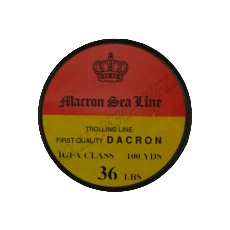 Macron Sea Line
TROLLING LINE
FIRST-QUALITY DACRON
IGFA CLASS 100 YDS
36 LBS